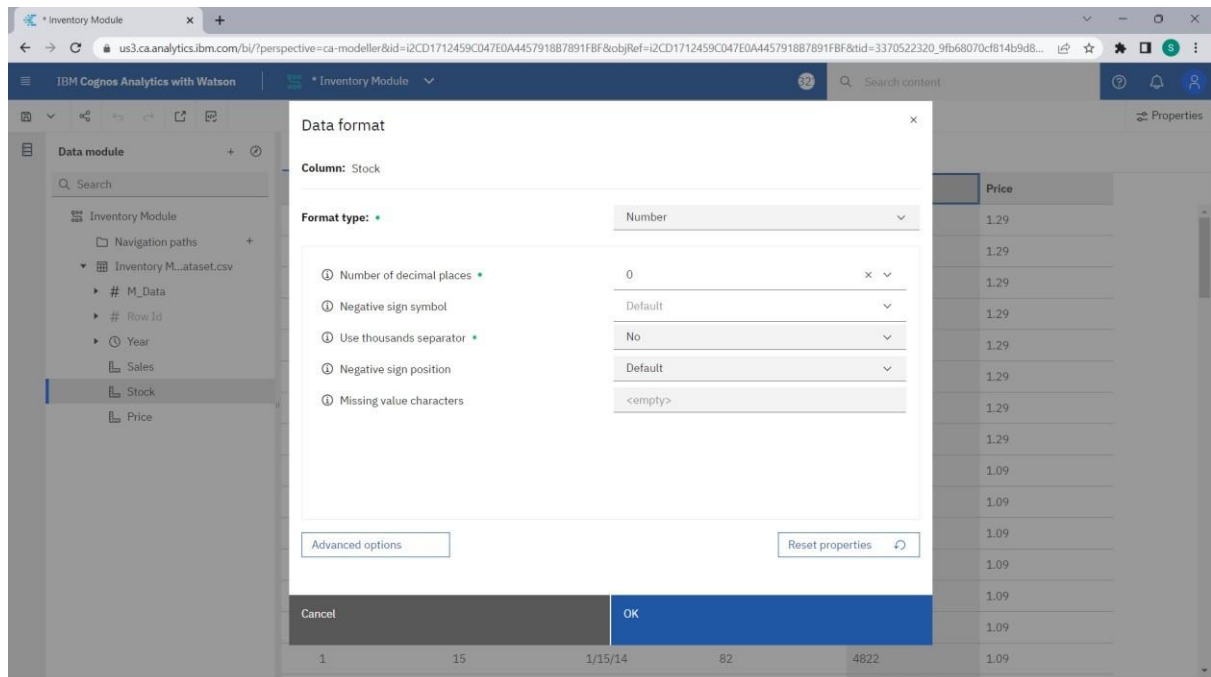 * Inventory Module
us3.ca.analytics.ibm.com/bi/?perspective=ca-modeller&id=i2CD1712459C047E0A4457918B7891FBF&objRef=i2CD1712459C047E0A4457918B7891FBF&tid=3370522320_9fb68070cf814b9d8...
S
IBM Cognos Analytics with Watson
* Inventory Module
32
Search content
Properties
Data module
Search
Inventory Module
Navigation paths
Inventory M...ataset.csv
# M_Data
# Row Id
Year
Sales
Stock
Price
Data format
Column: Stock
Format type: Number
Number of decimal places 0
Negative sign symbol Default
Use thousands separator No
Negative sign position Default
Missing value characters <empty>
Advanced options
Reset properties
Cancel
OK
Price
1.29
1.29
1.29
1.29
1.29
1.29
1.29
1.29
1.09
1.09
1.09
1.09
1.09
1.09
1 15 1/15/14 82 4822 1.09